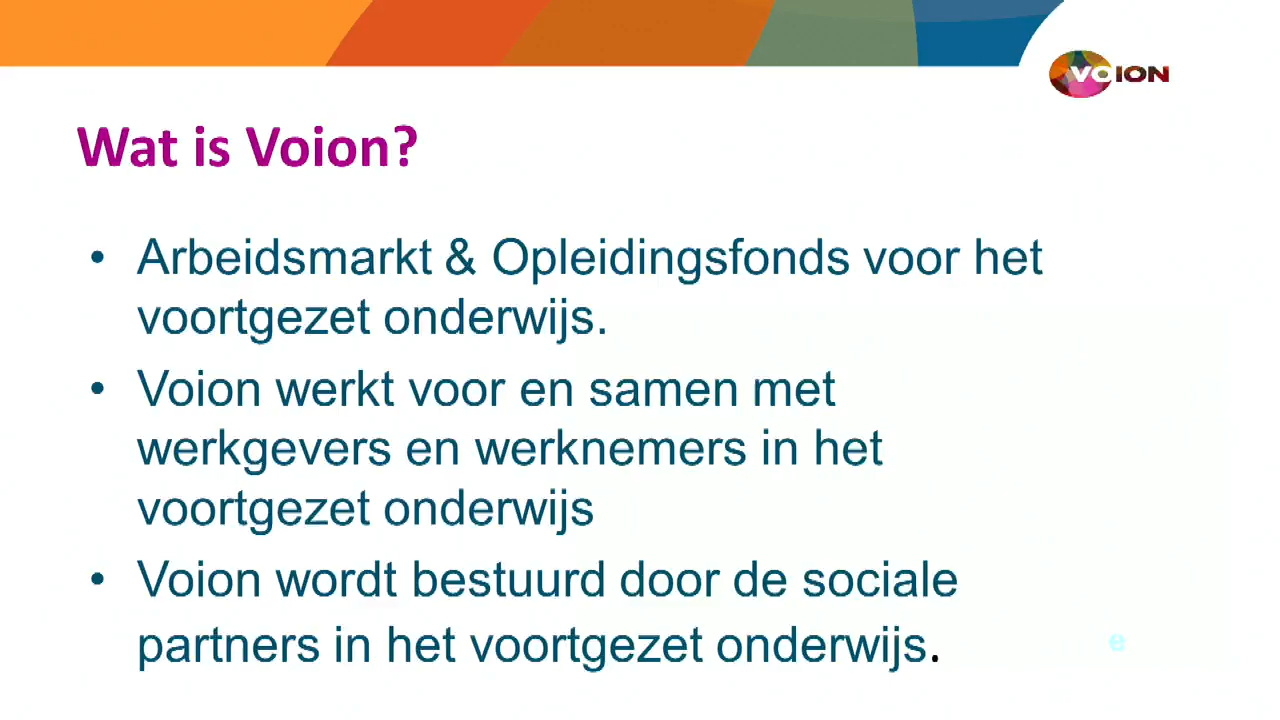 VOION
Wat is Voion?
• Arbeidsmarkt & Opleidingsfonds voor het
voortgezet onderwijs.
• Voion werkt voor en samen met
werkgevers en werknemers in het
voortgezet onderwijs
• Voion wordt bestuurd door de sociale
partners in het voortgezet onderwijs.
e